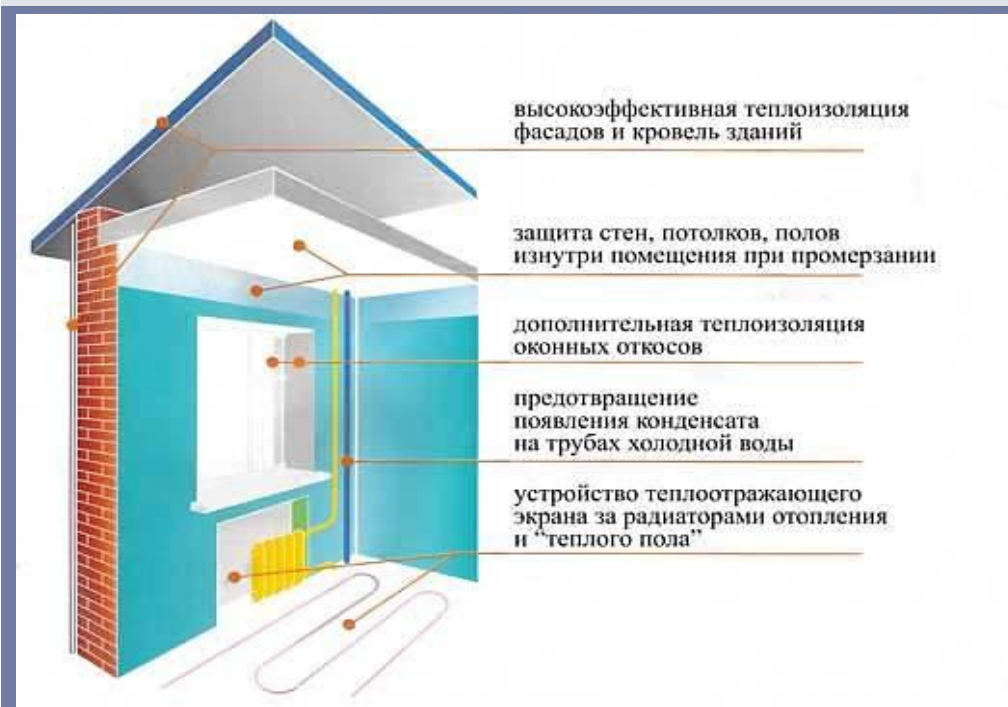 высокоэффективная теплоизоляция
фасадов и кровель зданий
защита стен, потолков, полов
изнутри помещения при промерзании
дополнительная теплоизоляция
оконных откосов
предотвращение
появления конденсата
на трубах холодной воды
устройство теплоотражающего
экрана за радиаторами отопления
и “теплого пола”